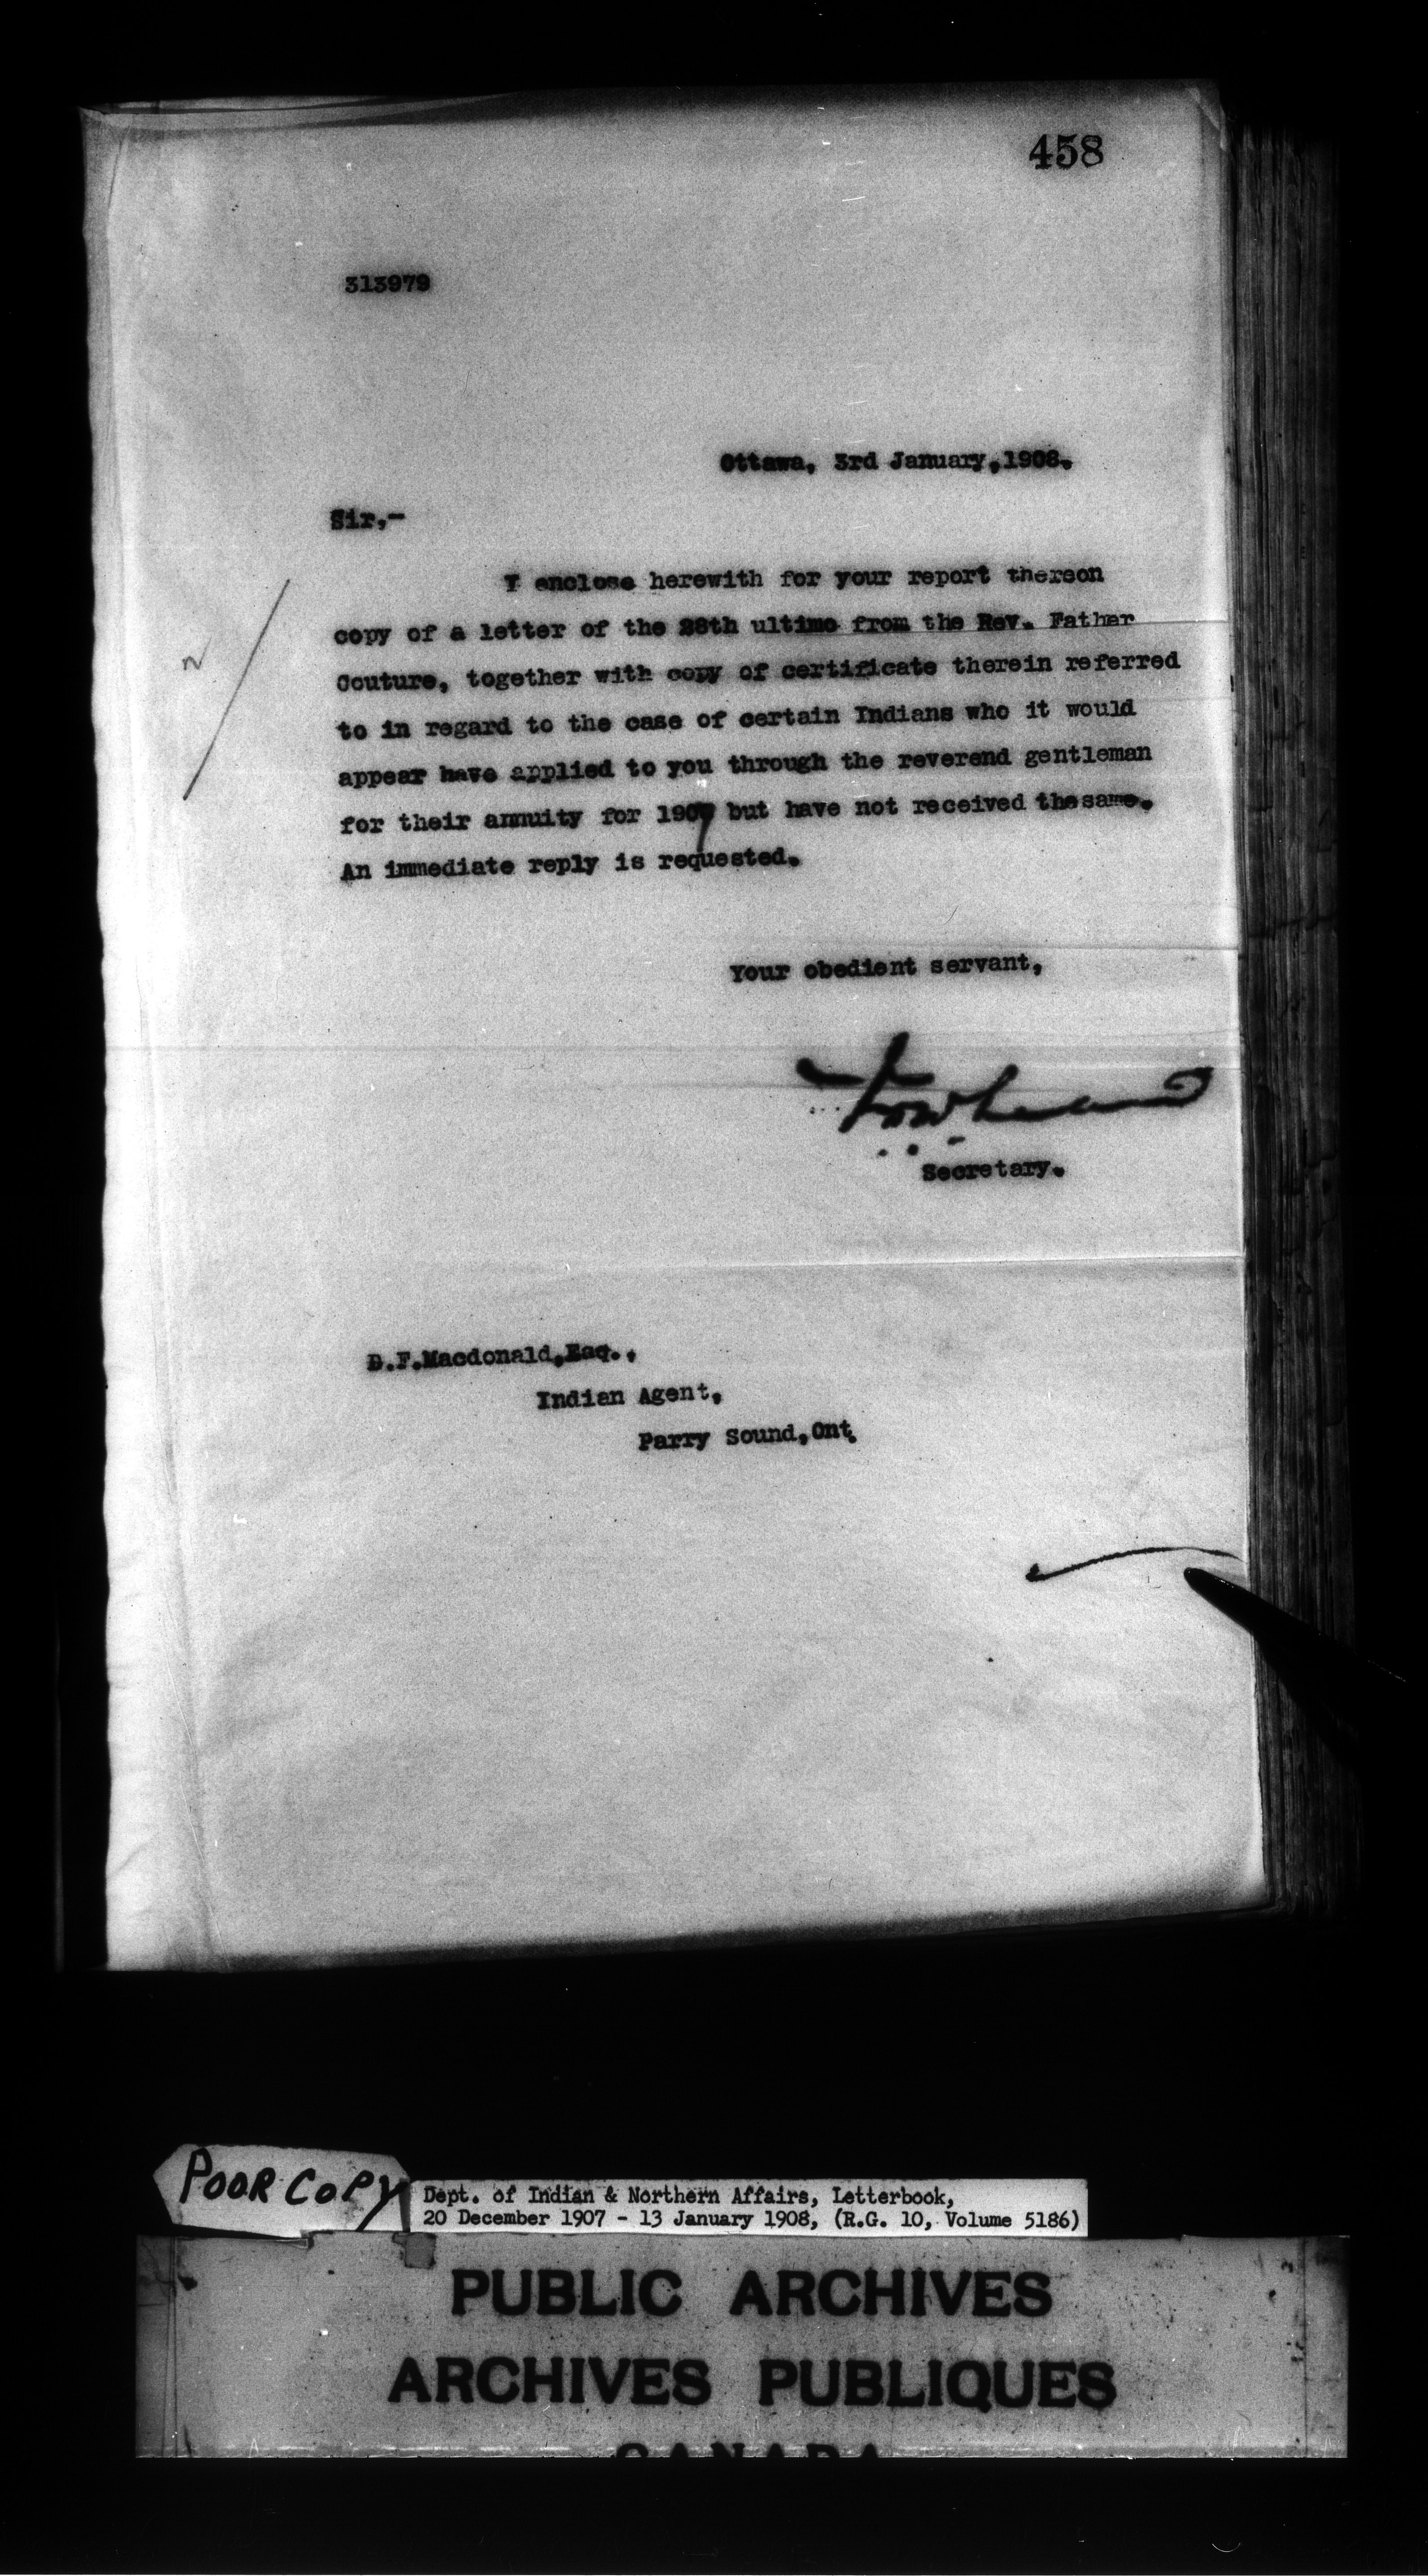 458
313979
Ottawa, 3rd January, 1908.
Sir,-
I enclose herewith for your report thereon
copy of a letter of the 28th ultimo from the Rev. Father
Couture, together with copy of certificate therein referred
to in regard to the case of certain Indians who it would
appear have applied to you through the reverend gentleman
for their annuity for 1907 but have not received thesame.
An immediate reply is requested.
Your obedient servant,
Secretary.
D.F.Macdonald,Esq.,
Indian Agent,
Parry Sound,Ont.
POOR COPY
Dept. of Indian & Northern Affairs, Letterbook,
20 December 1907 - 13 January 1908, (R.G. 10, Volume 5186)
PUBLIC ARCHIVES
ARCHIVES PUBLIQUES
CANADA